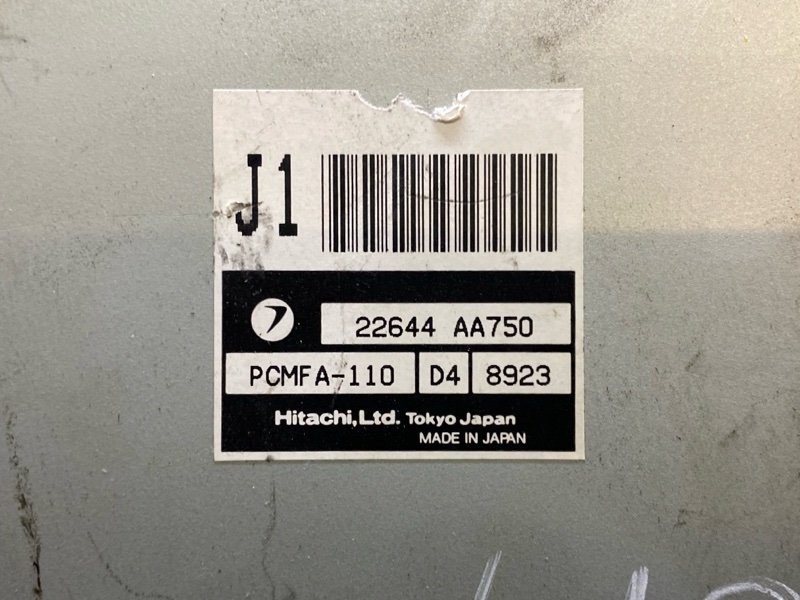 J1
22644 AA750
PCMFA-110 D4 8923
Hitachi,Ltd. Tokyo Japan
MADE IN JAPAN